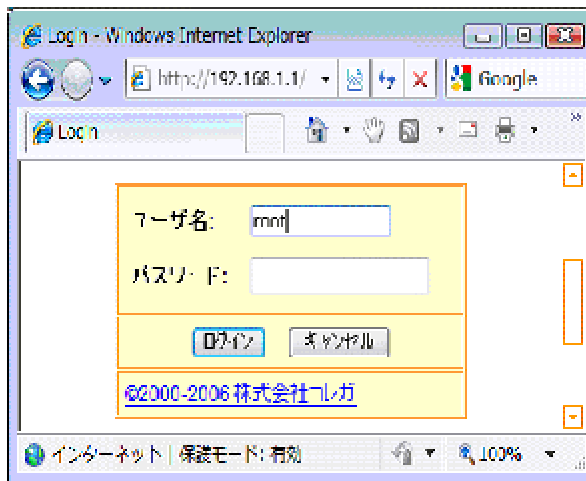 Login - Windows Internet Explorer
http://192.168.1.1/
Google
Login
ユーザ名: root
パスワード:
ログイン キャンセル
©2000-2006 株式会社コレガ
インターネット | 保護モード: 有効
100%